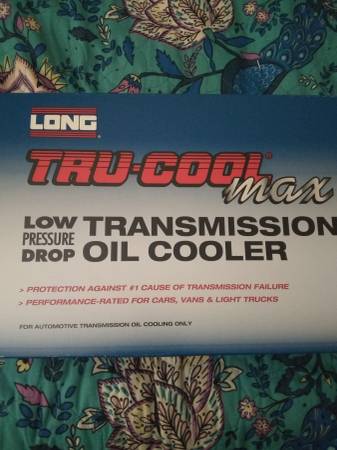 LONG®
TRU-COOL®
max
LOW PRESSURE DROP
TRANSMISSION
OIL COOLER
> PROTECTION AGAINST #1 CAUSE OF TRANSMISSION FAILURE
> PERFORMANCE-RATED FOR CARS, VANS & LIGHT TRUCKS
FOR AUTOMOTIVE TRANSMISSION OIL COOLING ONLY